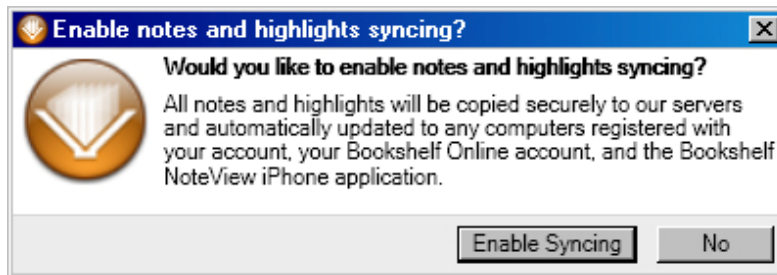 Enable notes and highlights syncing?
Would you like to enable notes and highlights syncing?
All notes and highlights will be copied securely to our servers
and automatically updated to any computers registered with
your account, your Bookshelf Online account, and the Bookshelf
NoteView iPhone application.
Enable Syncing No